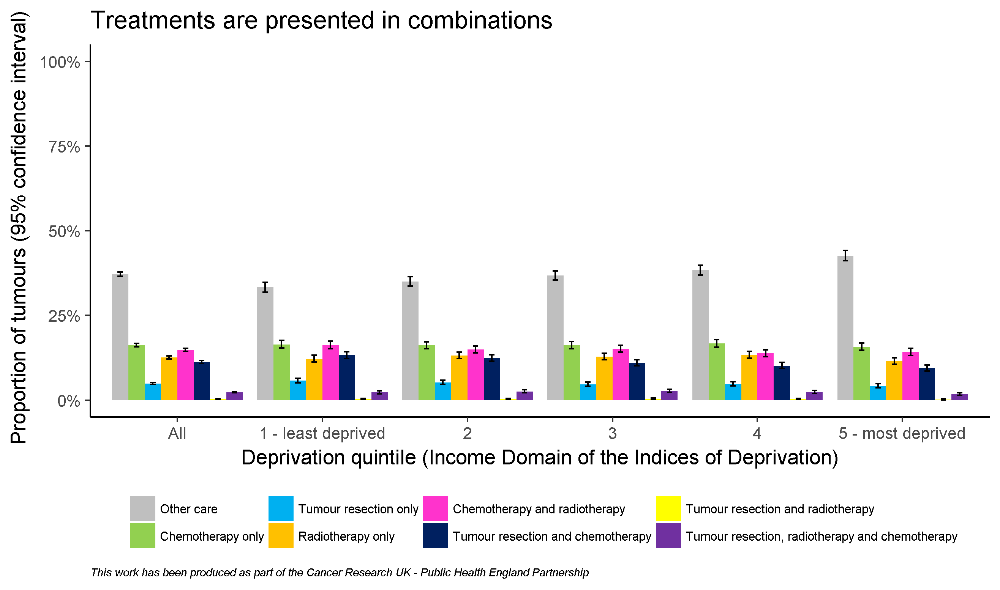 Treatments are presented in combinations
Proportion of tumours (95% confidence interval)
100%
75%
50%
25%
0%
All
1 - least deprived
2
3
4
5 - most deprived
Deprivation quintile (Income Domain of the Indices of Deprivation)
Other care
Tumour resection only
Chemotherapy and radiotherapy
Tumour resection and radiotherapy
Chemotherapy only
Radiotherapy only
Tumour resection and chemotherapy
Tumour resection, radiotherapy and chemotherapy
This work has been produced as part of the Cancer Research UK - Public Health England Partnership